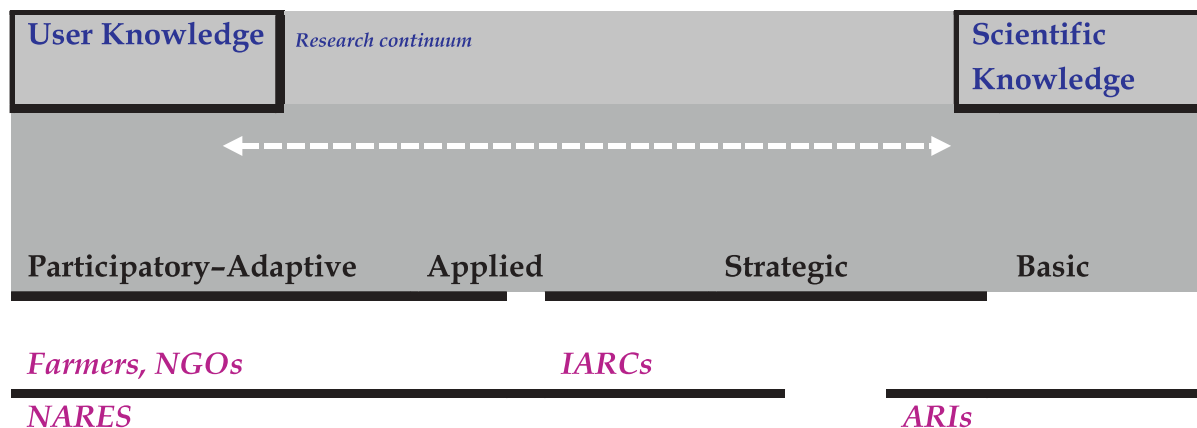 User Knowledge
Research continuum
Scientific
Knowledge
Participatory–Adaptive
Applied
Strategic
Basic
Farmers, NGOs
IARCs
NARES
ARIs